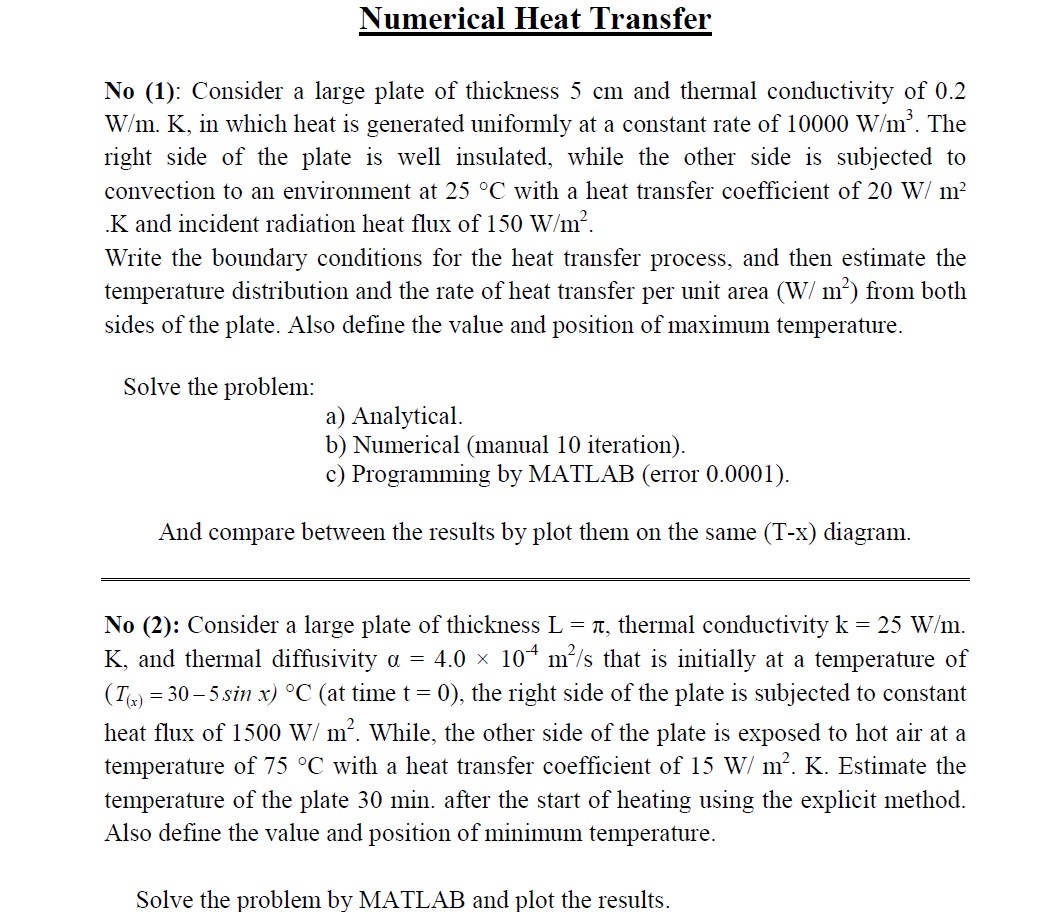 Numerical Heat Transfer
No (1): Consider a large plate of thickness 5 cm and thermal conductivity of 0.2
W/m. K, in which heat is generated uniformly at a constant rate of 10000 W/m³. The
right side of the plate is well insulated, while the other side is subjected to
convection to an environment at 25 °C with a heat transfer coefficient of 20 W/ m²
.K and incident radiation heat flux of 150 W/m².
Write the boundary conditions for the heat transfer process, and then estimate the
temperature distribution and the rate of heat transfer per unit area (W/ m²) from both
sides of the plate. Also define the value and position of maximum temperature.
Solve the problem:
a) Analytical.
b) Numerical (manual 10 iteration).
c) Programming by MATLAB (error 0.0001).
And compare between the results by plot them on the same (T-x) diagram.
No (2): Consider a large plate of thickness L = π, thermal conductivity k = 25 W/m.
K, and thermal diffusivity α = 4.0 × 10⁻⁴ m²/s that is initially at a temperature of
(T₍ₓ₎ = 30 – 5 sin x) °C (at time t = 0), the right side of the plate is subjected to constant
heat flux of 1500 W/ m². While, the other side of the plate is exposed to hot air at a
temperature of 75 °C with a heat transfer coefficient of 15 W/ m². K. Estimate the
temperature of the plate 30 min. after the start of heating using the explicit method.
Also define the value and position of minimum temperature.
Solve the problem by MATLAB and plot the results.